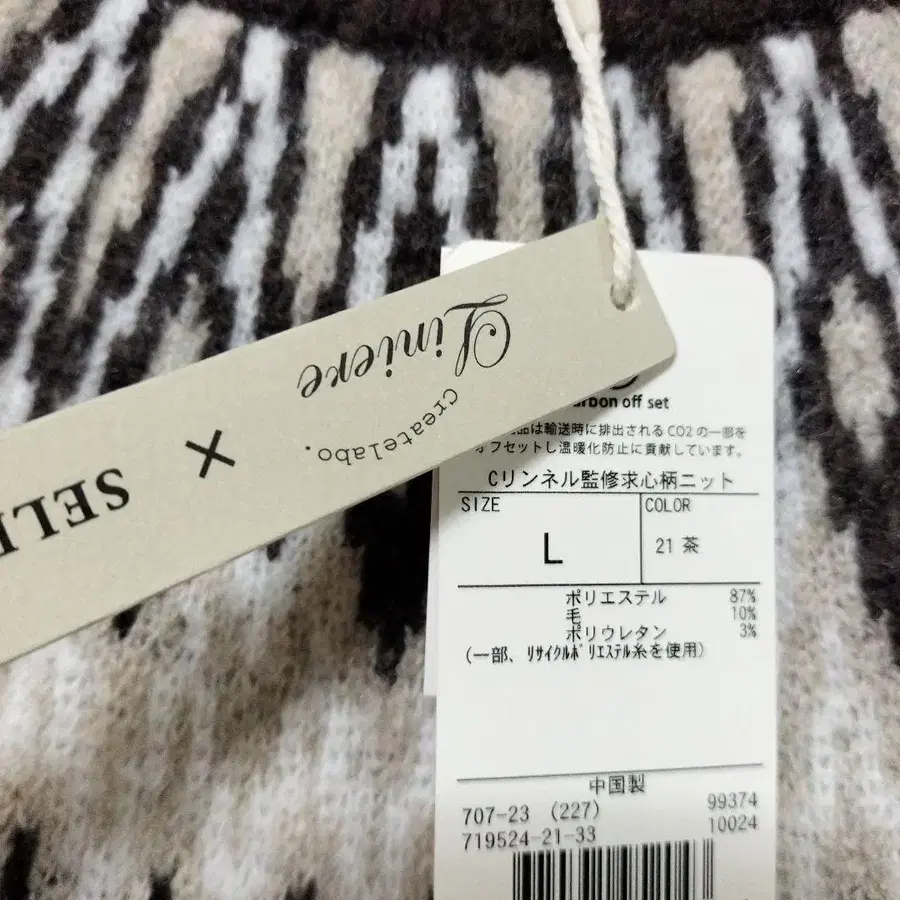 Liniere
createlabo.
×
SELE
arbon off set
品は輸送時に排出されるCO2の一部を
オフセットし温暖化防止に貢献しています。
Cリンネル監修求心柄ニット
SIZE
COLOR
L
21 茶
ポリエステル 87%
毛 10%
ポリウレタン 3%
(一部、リサイクルポリエステル糸を使用)
中国製
707-23 (227) 99374
719524-21-33 10024